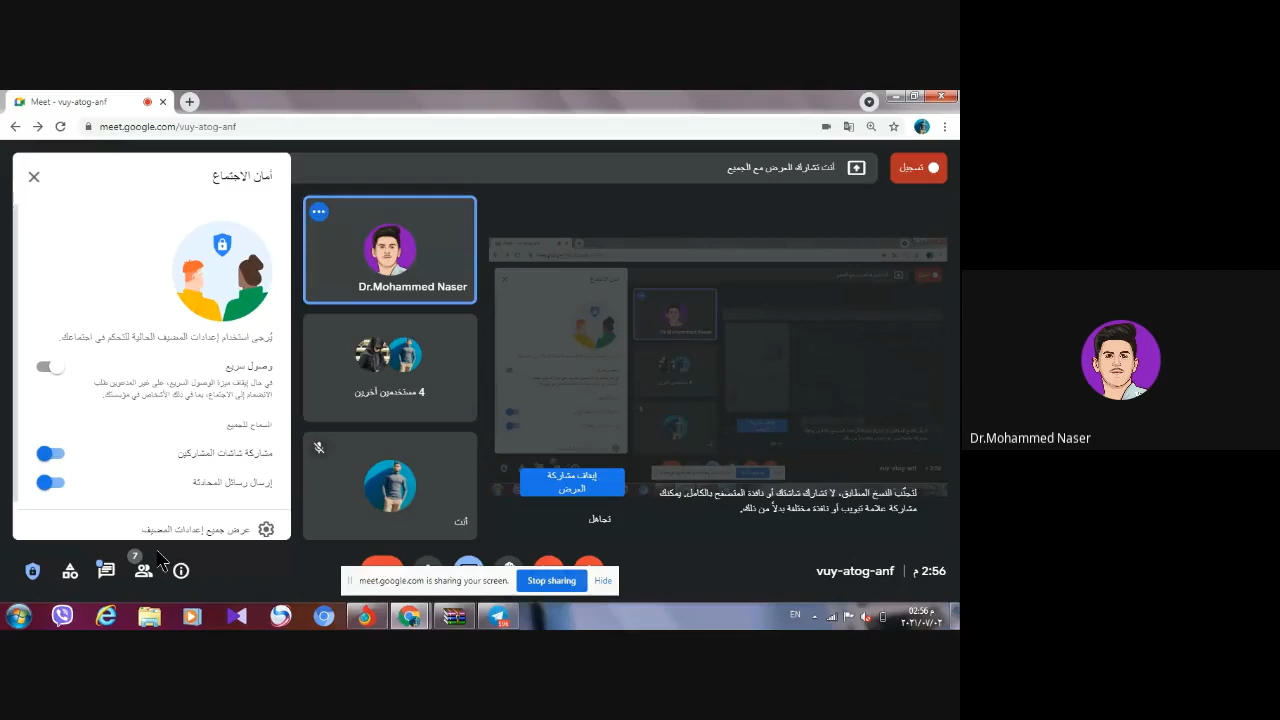 Meet - vuy-atog-anf
meet.google.com/vuy-atog-anf
أمان الاجتماع
أنت تشارك العرض مع الجميع
تسجيل
يُرجى استخدام إعدادات المضيف الحالية للتحكم في اجتماعك.
وصول سريع
في حال إيقاف ميزة الوصول السريع، على غير المدعوين طلب
الانضمام إلى الاجتماع، بما في ذلك الأشخاص في مؤسستك.
السماح للجميع
مشاركة شاشات المشاركين
إرسال رسائل المحادثة
عرض جميع إعدادات المضيف
Dr.Mohammed Naser
4 مستخدمين آخرين
أنت
إيقاف مشاركة
العرض
تجاهل
لتجنّب النسخ المطابق، لا تشارك شاشتك أو نافذة المتصفح بالكامل. يمكنك
مشاركة علامة تبويب أو نافذة مختلفة بدلاً من ذلك.
7
meet.google.com is sharing your screen.
Stop sharing
Hide
vuy-atog-anf
2:56 م
EN
02:56 م
٢٠٢١/٠٧/٠٢
Dr.Mohammed Naser